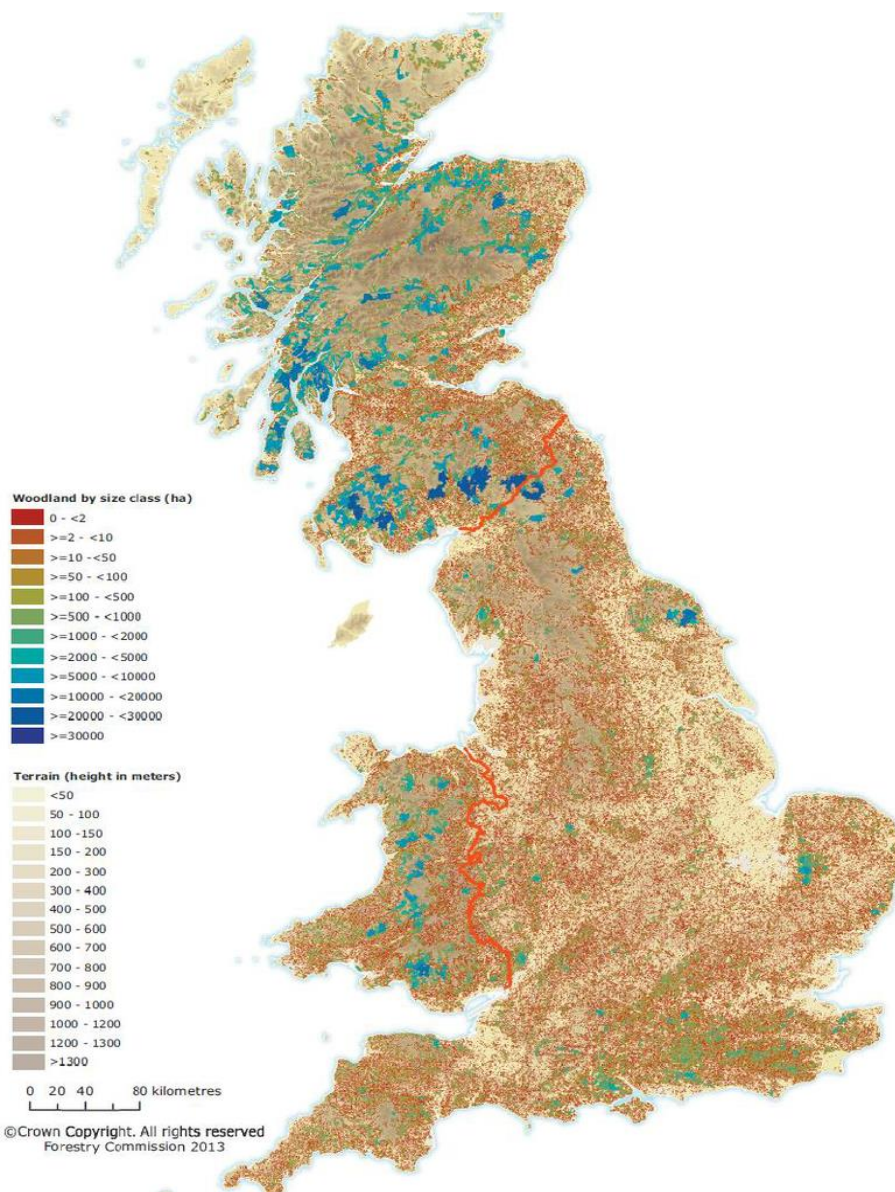 Woodland by size class (ha)
0 - <2
>=2 - <10
>=10 -<50
>=50 - <100
>=100 - <500
>=500 - <1000
>=1000 - <2000
>=2000 - <5000
>=5000 - <10000
>=10000 - <20000
>=20000 - <30000
>=30000
Terrain (height in meters)
<50
50 - 100
100 -150
150 - 200
200 - 300
300 - 400
400 - 500
500 - 600
600 - 700
700 - 800
800 - 900
900 - 1000
1000 - 1200
1200 - 1300
>1300
0 20 40 80 kilometres
©Crown Copyright. All rights reserved
Forestry Commission 2013